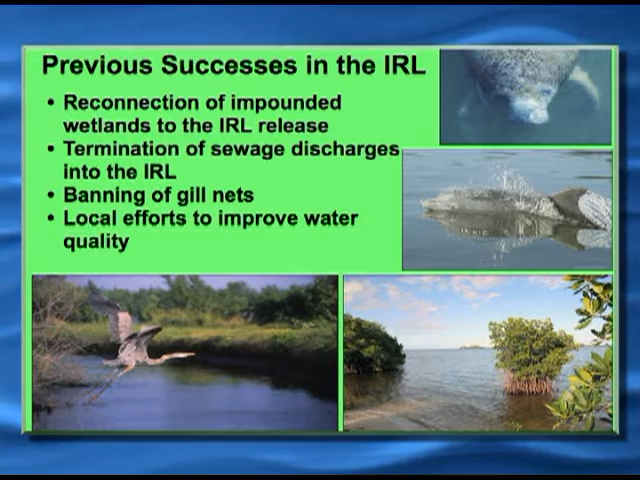 Previous Successes in the IRL
• Reconnection of impounded
wetlands to the IRL release
• Termination of sewage discharges
into the IRL
• Banning of gill nets
• Local efforts to improve water
quality